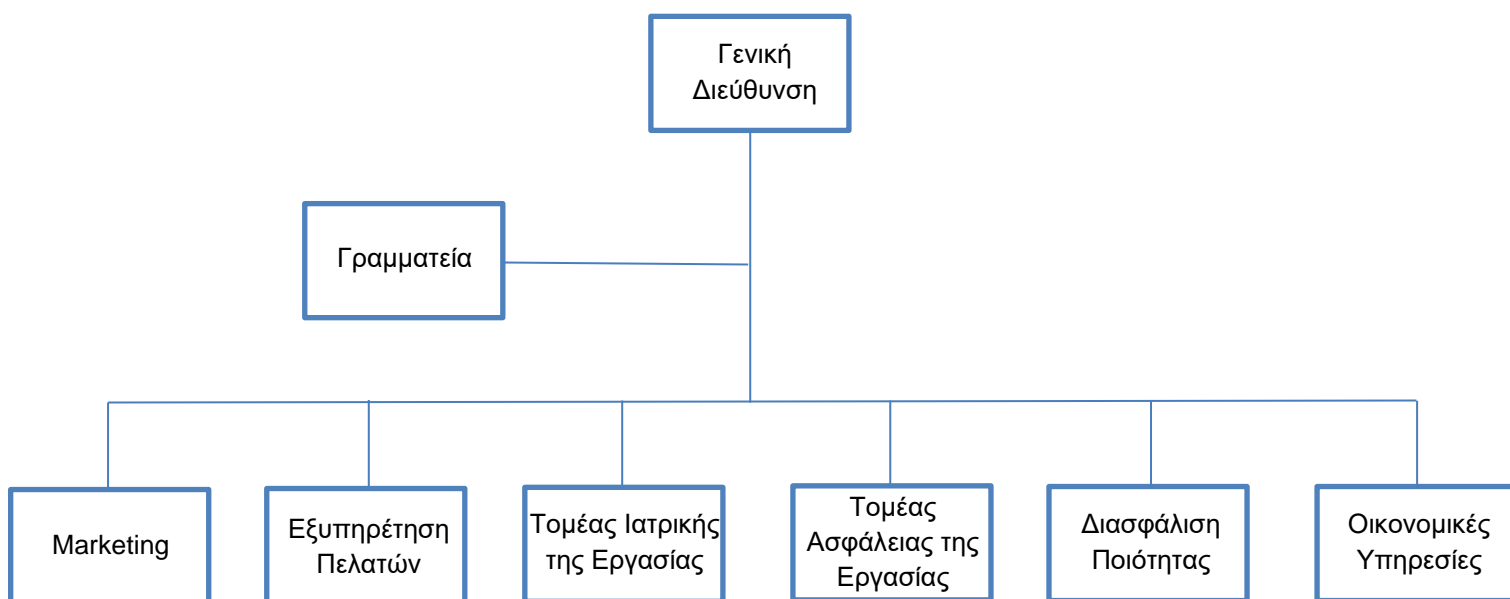 Γενική
Διεύθυνση
Γραμματεία
Marketing
Εξυπηρέτηση
Πελατών
Τομέας Ιατρικής
της Εργασίας
Τομέας
Ασφάλειας της
Εργασίας
Διασφάλιση
Ποιότητας
Οικονομικές
Υπηρεσίες